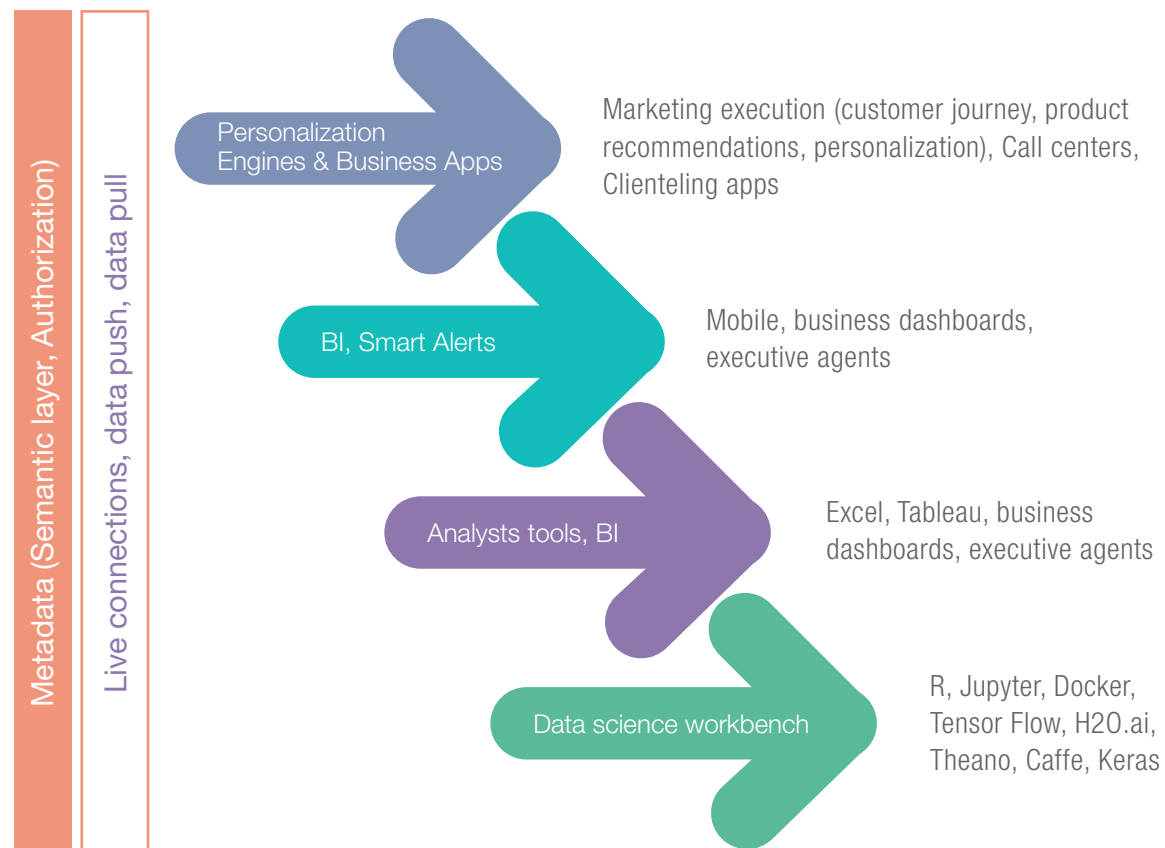 Metadata (Semantic layer, Authorization)
Live connections, data push, data pull
Personalization
Engines & Business Apps
Marketing execution (customer journey, product
recommendations, personalization), Call centers,
Clienteling apps
BI, Smart Alerts
Mobile, business dashboards,
executive agents
Analysts tools, BI
Excel, Tableau, business
dashboards, executive agents
Data science workbench
R, Jupyter, Docker,
Tensor Flow, H2O.ai,
Theano, Caffe, Keras